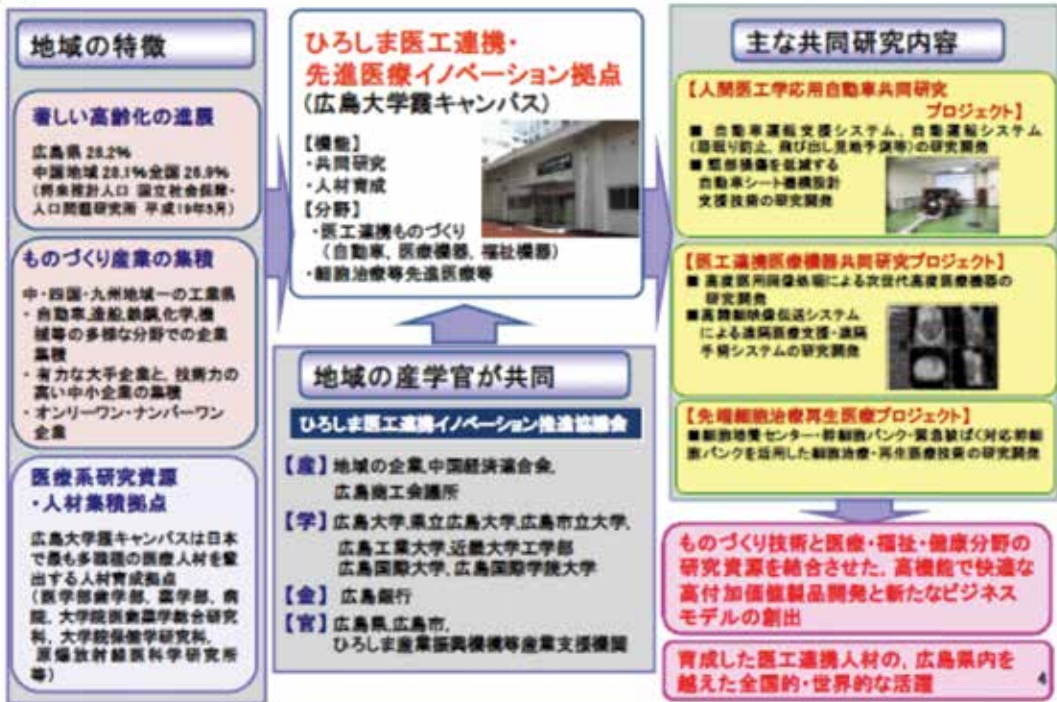 地域の特徴
著しい高齢化の進展
広島県 28.2%
中国地域 28.1%全国 26.9%
(将来推計人口 国立社会保障・
人口問題研究所 平成19年5月)
ものづくり産業の集積
中・四国・九州地域一の工業県
・自動車,造船,鉄鋼,化学,機
械等の多様な分野での企業
集積
・有力な大手企業と、技術力の
高い中小企業の集積
・オンリーワン・ナンバーワン
企業
医療系研究資源
・人材集積拠点
広島大学霞キャンパスは日本
で最も多職種の医療人材を輩
出する人材育成拠点
(医学部歯学部、薬学部、病
院、大学院医歯薬学総合研究
科、大学院保健学研究科、
原爆放射線医科学研究所
等)
ひろしま医工連携・
先進医療イノベーション拠点
(広島大学霞キャンパス)
【機能】
・共同研究
・人材育成
【分野】
・医工連携ものづくり
(自動車、医療機器、福祉機器)
・細胞治療等先進医療等
地域の産学官が共同
ひろしま医工連携イノベーション推進協議会
【産】地域の企業,中国経済連合会,
広島商工会議所
【学】広島大学,県立広島大学,広島市立大学,
広島工業大学,近畿大学工学部
広島国際大学、広島国際学院大学
【金】 広島銀行
【官】広島県,広島市,
ひろしま産業振興機構等産業支援機関
主な共同研究内容
【人間医工学応用自動車共同研究
プロジェクト】
■ 自動車運転支援システム、自動運転システム
(居眠り防止、飛び出し見地予測等)の研究開発
■ 頸部損傷を低減する
自動車シート機構設計
支援技術の研究開発
【医工連携医療機器共同研究プロジェクト】
■ 高度医用画像処理による次世代高度医療機器の
研究開発
■高精細映像伝送システム
による遠隔医療支援・遠隔
手術システムの研究開発
【先端細胞治療再生医療プロジェクト】
■細胞培養センター・幹細胞バンク・緊急被ばく対応幹細
胞バンクを活用した細胞治療・再生医療技術の研究開発
ものづくり技術と医療・福祉・健康分野の
研究資源を結合させた、高機能で快適な
高付加価値製品開発と新たなビジネス
モデルの創出
育成した医工連携人材の、広島県内を
越えた全国的・世界的な活躍
4